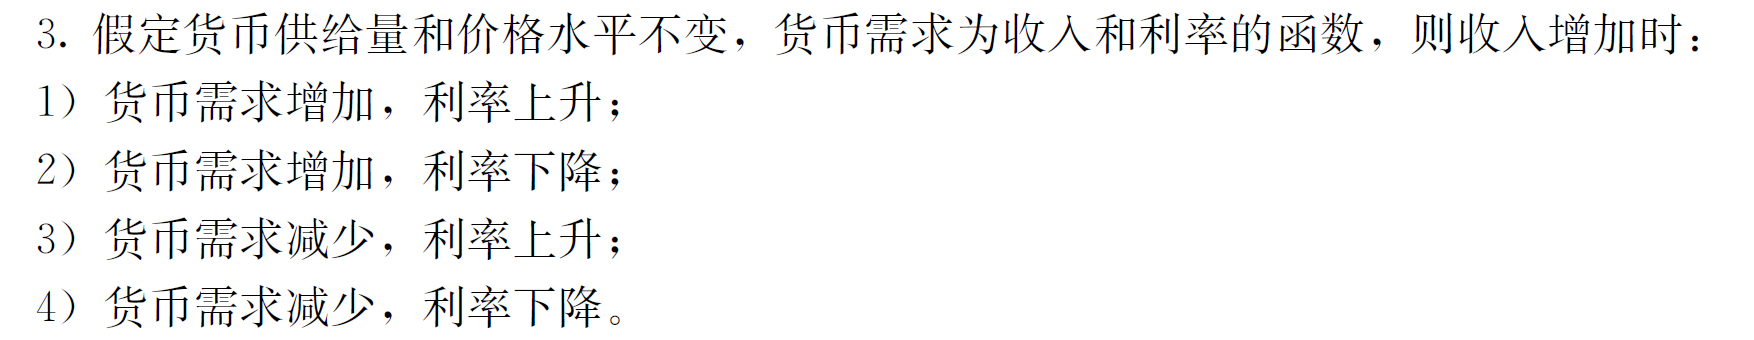 3. 假定货币供给量和价格水平不变，货币需求为收入和利率的函数，则收入增加时：
1）货币需求增加，利率上升；
2）货币需求增加，利率下降；
3）货币需求减少，利率上升；
4）货币需求减少，利率下降。